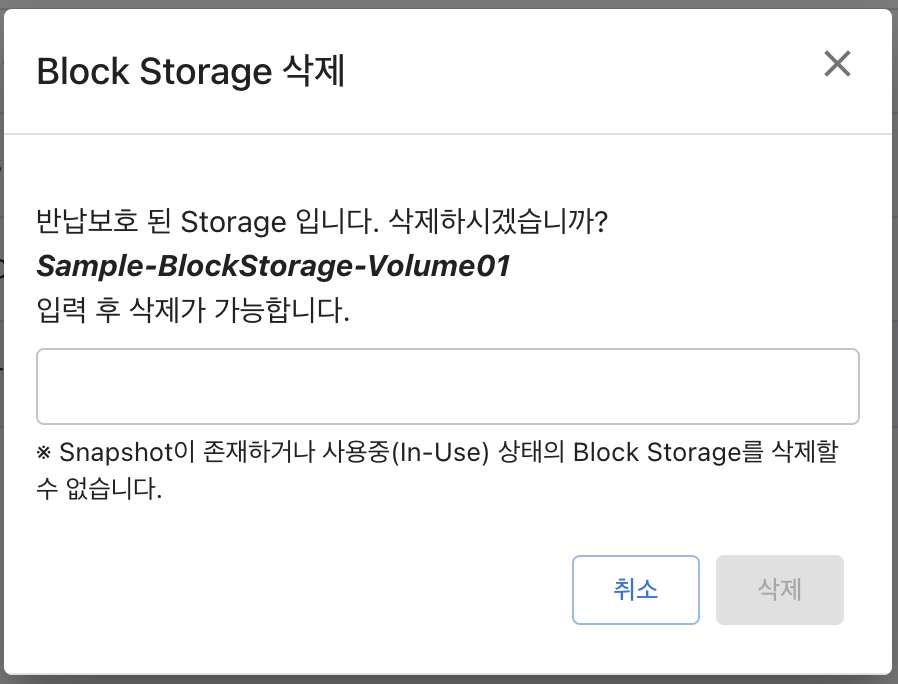 Block Storage 삭제
반납보호 된 Storage 입니다. 삭제하시겠습니까?
Sample-BlockStorage-Volume01
입력 후 삭제가 가능합니다.
※ Snapshot이 존재하거나 사용중(In-Use) 상태의 Block Storage를 삭제할
수 없습니다.
취소
삭제